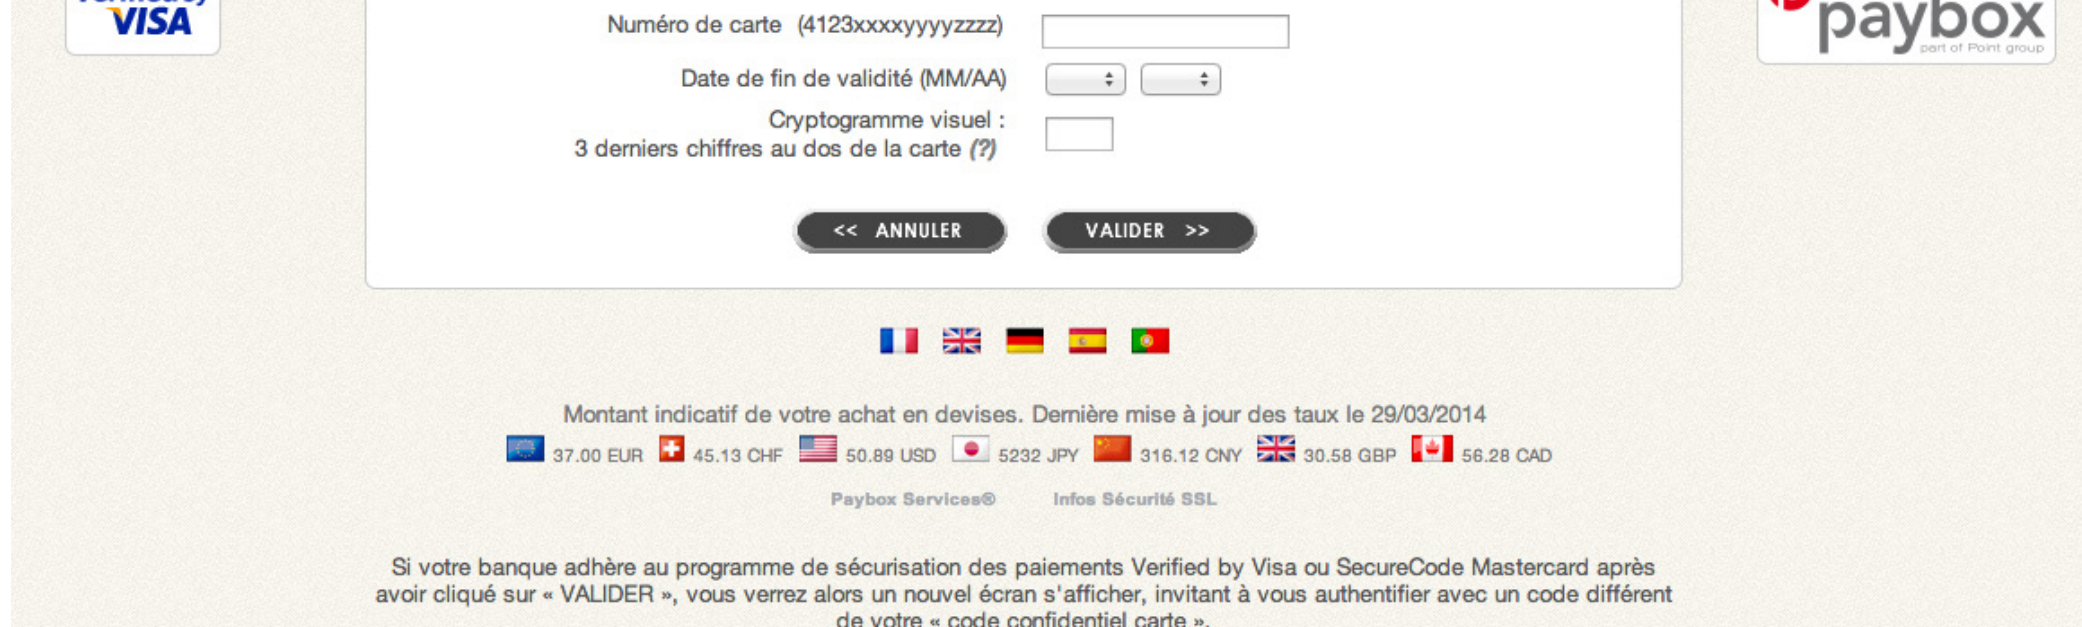 VISA
paybox
part of Point group
Numéro de carte (4123xxxxyyyyzzzz)
Date de fin de validité (MM/AA)
Cryptogramme visuel :
3 derniers chiffres au dos de la carte (?)
<< ANNULER
VALIDER >>
Montant indicatif de votre achat en devises. Dernière mise à jour des taux le 29/03/2014
37.00 EUR 45.13 CHF 50.89 USD 5232 JPY 316.12 CNY 30.58 GBP 56.28 CAD
Paybox Services® Infos Sécurité SSL
Si votre banque adhère au programme de sécurisation des paiements Verified by Visa ou SecureCode Mastercard après
avoir cliqué sur « VALIDER », vous verrez alors un nouvel écran s'afficher, invitant à vous authentifier avec un code différent
de votre « code confidentiel carte ».